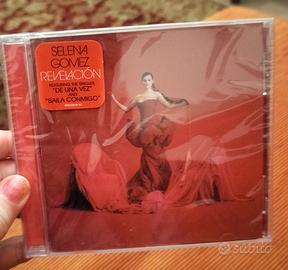 SELENA
GOMEZ
REVELACIÓN
FEATURING THE SINGLES
"DE UNA VEZ"
AND
"BAILA CONMIGO"
subito